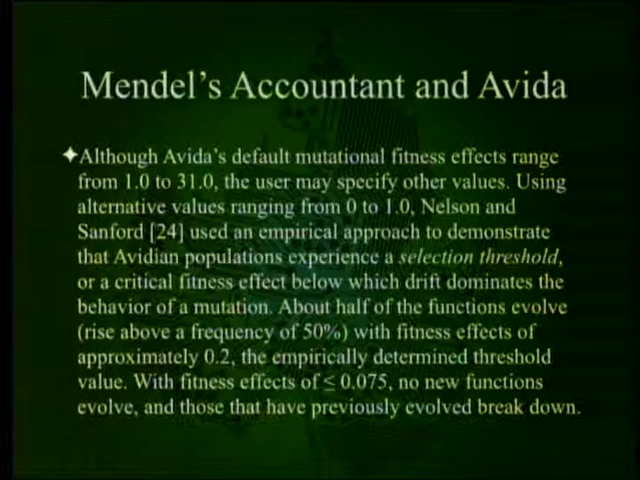 Mendel's Accountant and Avida
✦Although Avida's default mutational fitness effects range
from 1.0 to 31.0, the user may specify other values. Using
alternative values ranging from 0 to 1.0, Nelson and
Sanford [24] used an empirical approach to demonstrate
that Avidian populations experience a selection threshold,
or a critical fitness effect below which drift dominates the
behavior of a mutation. About half of the functions evolve
(rise above a frequency of 50%) with fitness effects of
approximately 0.2, the empirically determined threshold
value. With fitness effects of ≤ 0.075, no new functions
evolve, and those that have previously evolved break down.